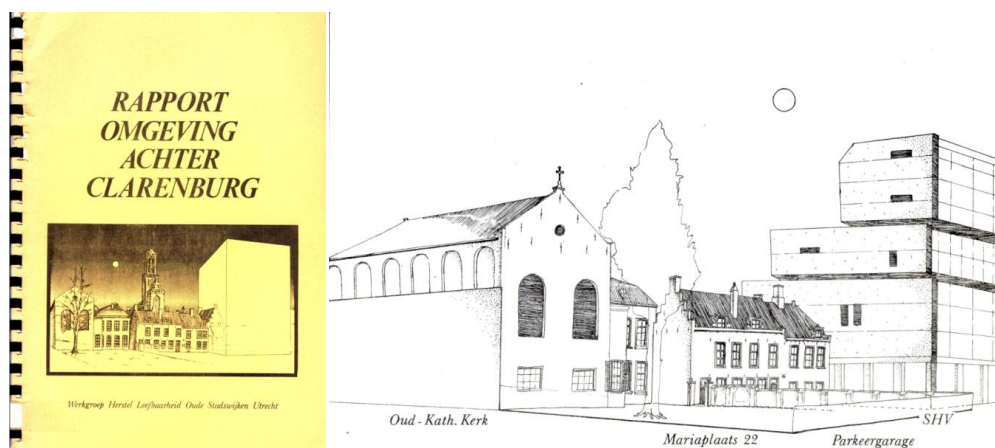 RAPPORT
OMGEVING
ACHTER
CLARENBURG
Werkgroep Herstel Leefbaarheid Oude Stadswijken Utrecht
Oud - Kath. Kerk
Mariaplaats 22
SHV
Parkeergarage